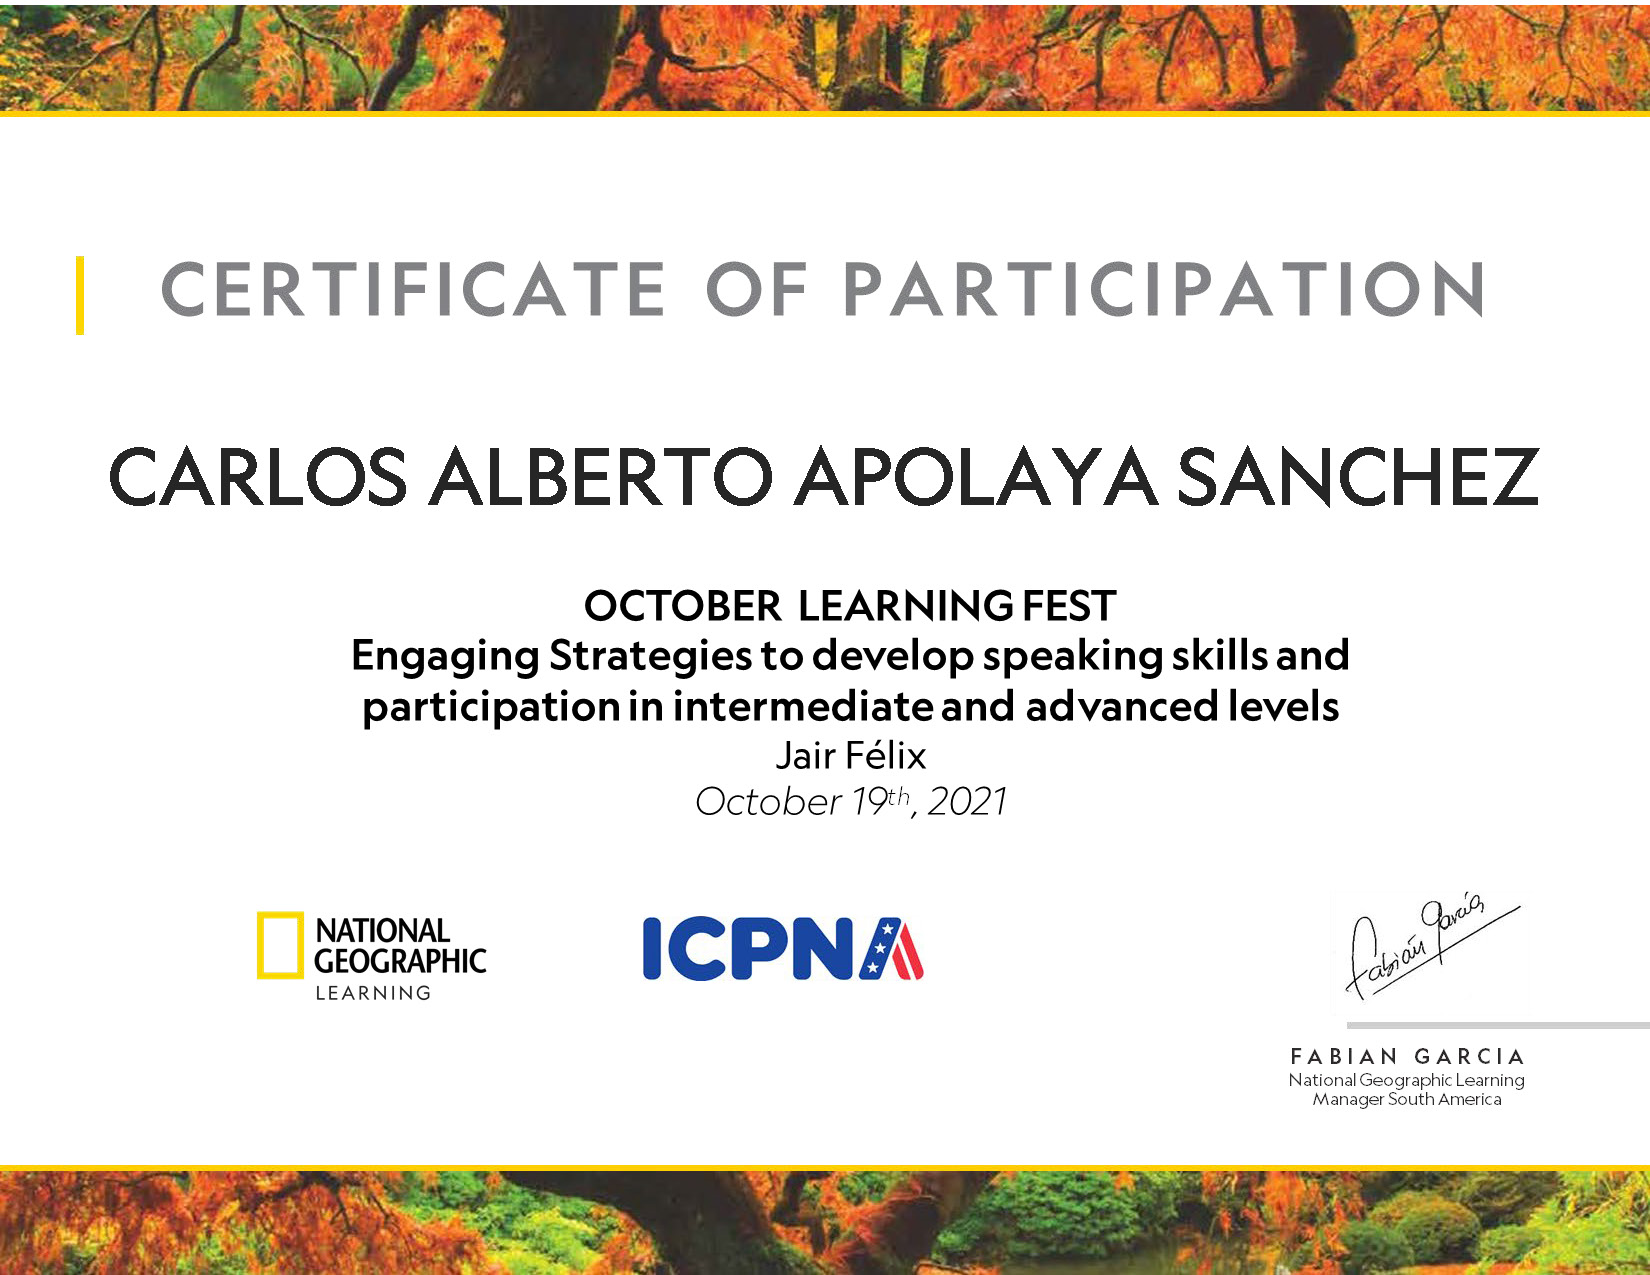 CERTIFICATE OF PARTICIPATION
CARLOS ALBERTO APOLAYA SANCHEZ
OCTOBER LEARNING FEST
Engaging Strategies to develop speaking skills and
participation in intermediate and advanced levels
Jair Félix
October 19th, 2021
NATIONAL
GEOGRAPHIC
LEARNING
ICPNA
Fabián García
FABIAN GARCIA
National Geographic Learning
Manager South America